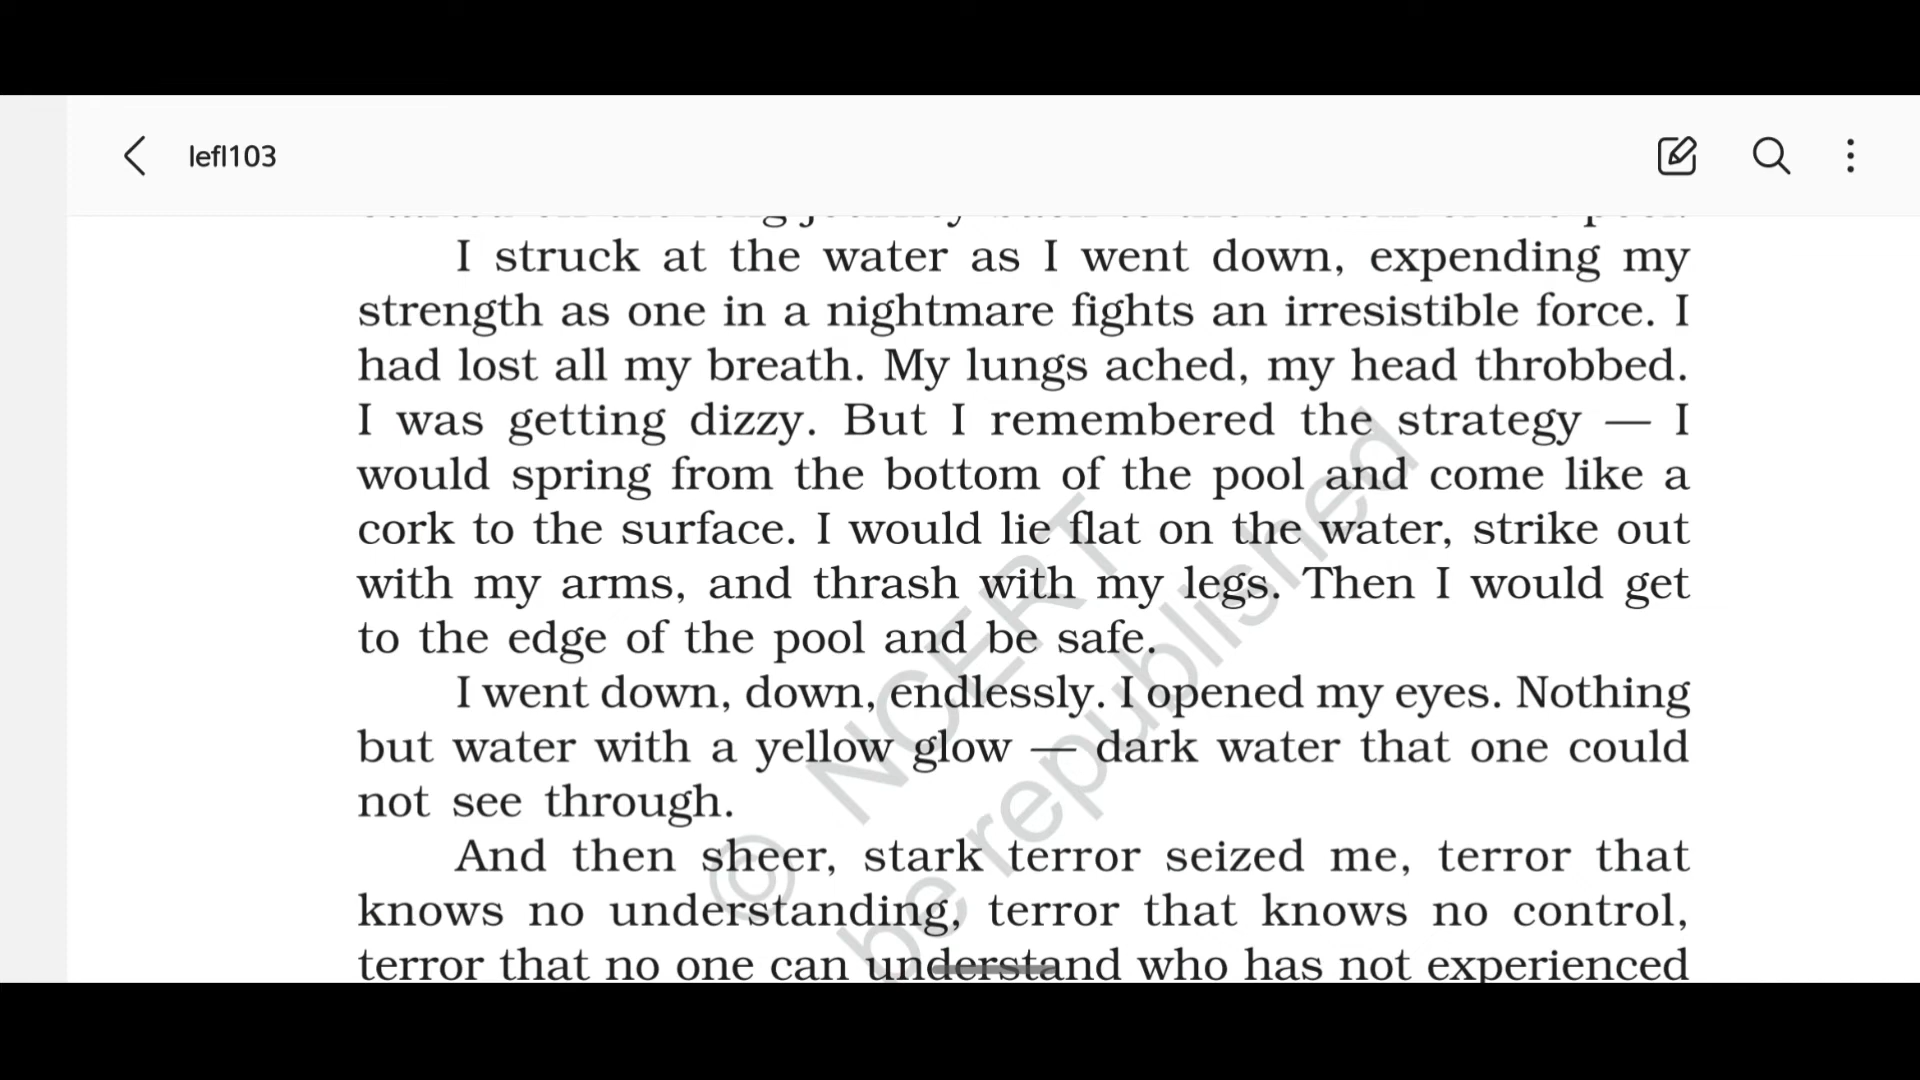 lefl103
I struck at the water as I went down, expending my
strength as one in a nightmare fights an irresistible force. I
had lost all my breath. My lungs ached, my head throbbed.
I was getting dizzy. But I remembered the strategy — I
would spring from the bottom of the pool and come like a
cork to the surface. I would lie flat on the water, strike out
with my arms, and thrash with my legs. Then I would get
to the edge of the pool and be safe.
I went down, down, endlessly. I opened my eyes. Nothing
but water with a yellow glow — dark water that one could
not see through.
And then sheer, stark terror seized me, terror that
knows no understanding, terror that knows no control,
terror that no one can understand who has not experienced
© NCERT
be republished